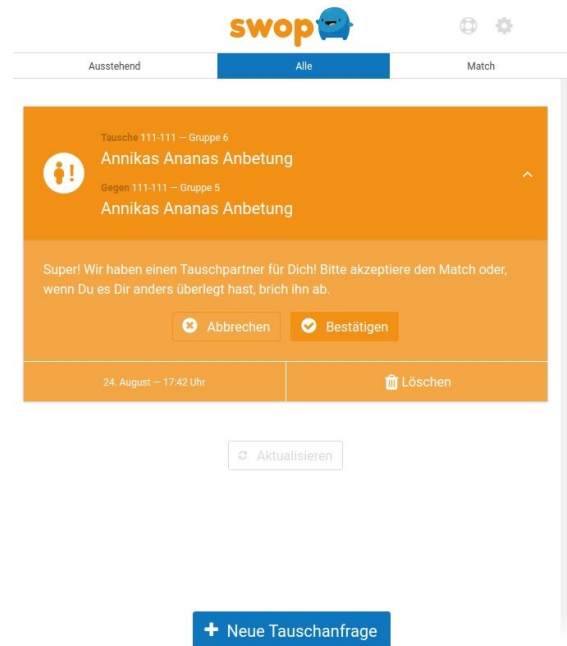 swop
Ausstehend
Alle
Match
Tausche 111-111 — Gruppe 6
Annikas Ananas Anbetung
Gegen 111-111 — Gruppe 5
Annikas Ananas Anbetung
Super! Wir haben einen Tauschpartner für Dich! Bitte akzeptiere den Match oder,
wenn Du es Dir anders überlegt hast, brich ihn ab.
Abbrechen
Bestätigen
24. August — 17:42 Uhr
Löschen
Aktualisieren
Neue Tauschanfrage